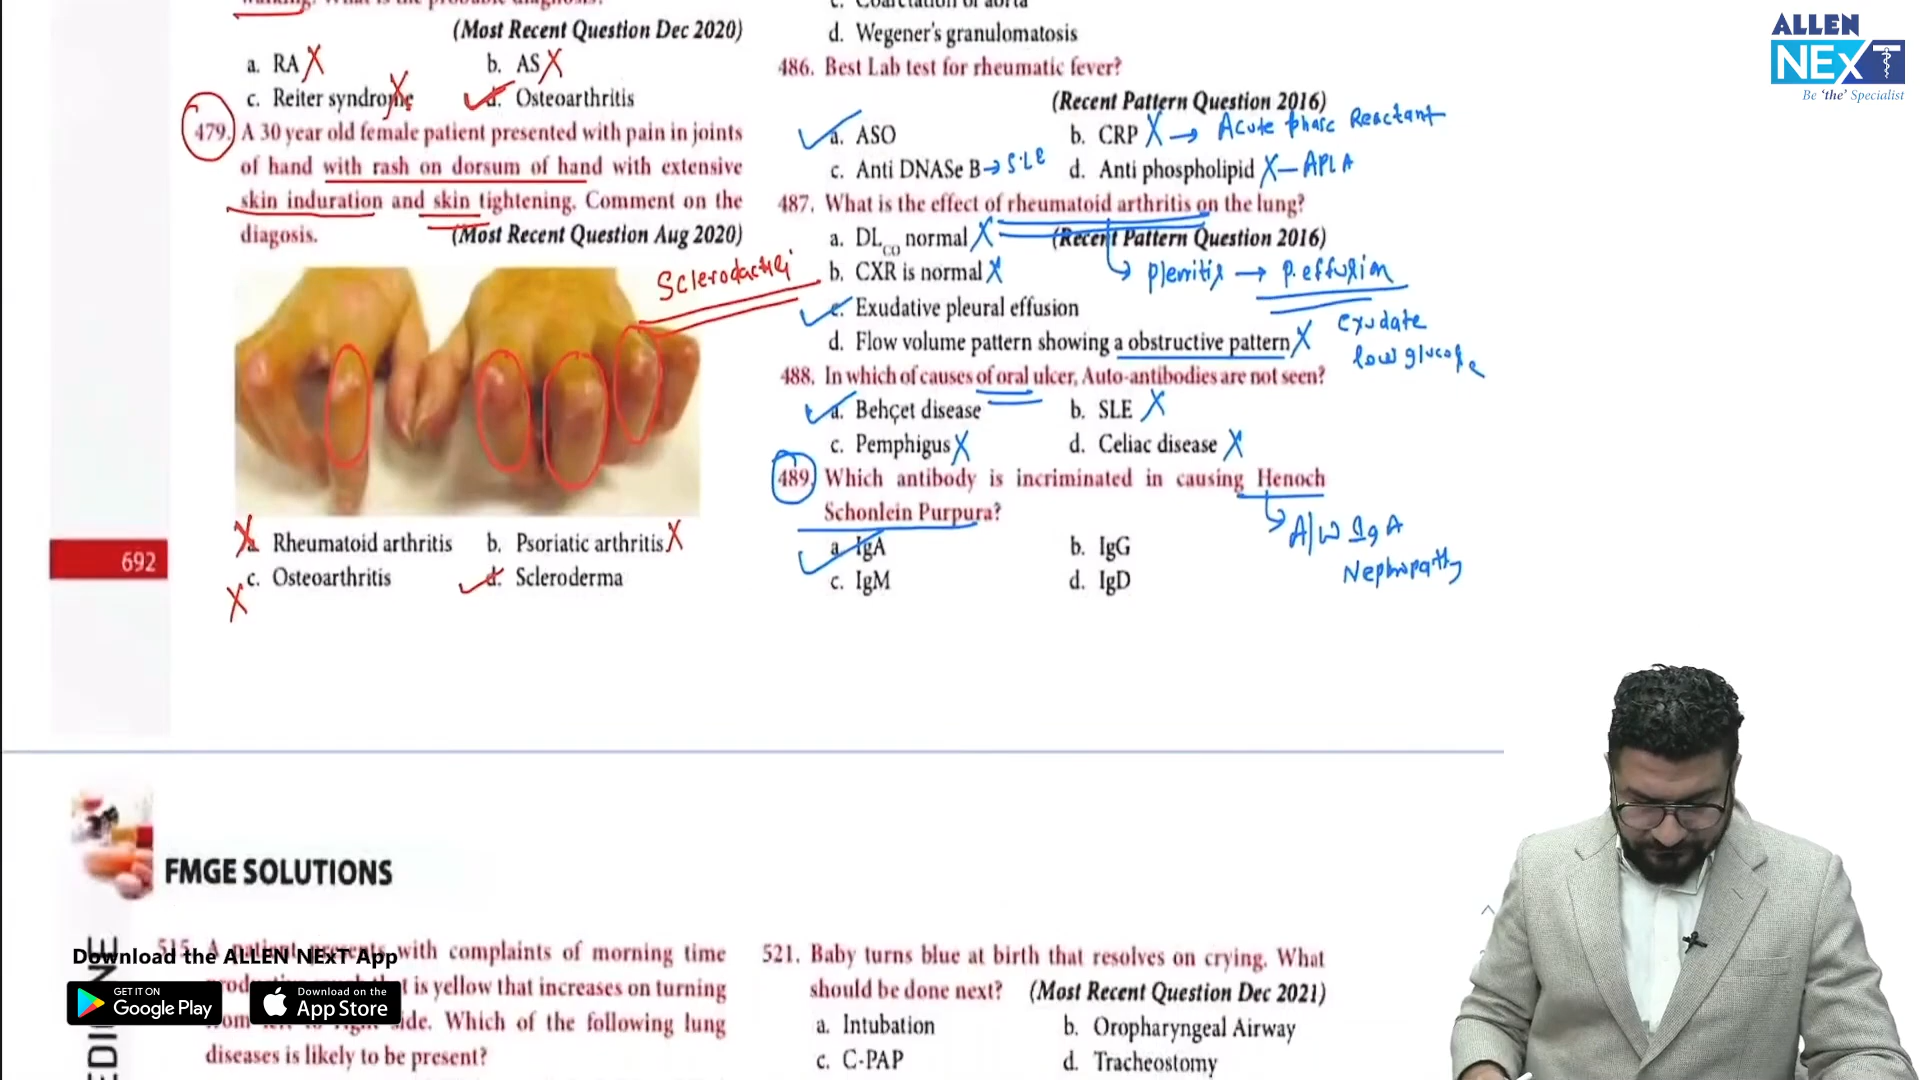 (Most Recent Question Dec 2020)
a. RA X
b. AS X
c. Reiter syndrome
d. Osteoarthritis
479. A 30 year old female patient presented with pain in joints
of hand with rash on dorsum of hand with extensive
skin induration and skin tightening. Comment on the
diagosis.
(Most Recent Question Aug 2020)
a. Rheumatoid arthritis
b. Psoriatic arthritis X
c. Osteoarthritis
d. Scleroderma
692
d. Wegener's granulomatosis
486. Best Lab test for rheumatic fever?
(Recent Pattern Question 2016)
a. ASO
b. CRP X → Acute phase Reactant
c. Anti DNASe B → SLE
d. Anti phospholipid X — APLA
487. What is the effect of rheumatoid arthritis on the lung?
(Recent Pattern Question 2016)
a. DLCO normal X
b. CXR is normal X
pleuritis → p. effusion
c. Exudative pleural effusion
exudate
low glucose
d. Flow volume pattern showing a obstructive pattern X
488. In which of causes of oral ulcer, Auto-antibodies are not seen?
a. Behçet disease
b. SLE X
c. Pemphigus X
d. Celiac disease X
489. Which antibody is incriminated in causing Henoch
Schonlein Purpura?
A/W IgA
Nephropathy
a. IgA
b. IgG
c. IgM
d. IgD
ALLEN
NEXT
Be 'the' Specialist
FMGE SOLUTIONS
515. A patient presents with complaints of morning time
t is yellow that increases on turning
side. Which of the following lung
diseases is likely to be present?
521. Baby turns blue at birth that resolves on crying. What
should be done next? (Most Recent Question Dec 2021)
a. Intubation
b. Oropharyngeal Airway
c. C-PAP
d. Tracheostomy
Download the ALLEN NExT App
GET IT ON
Google Play
Download on the
App Store